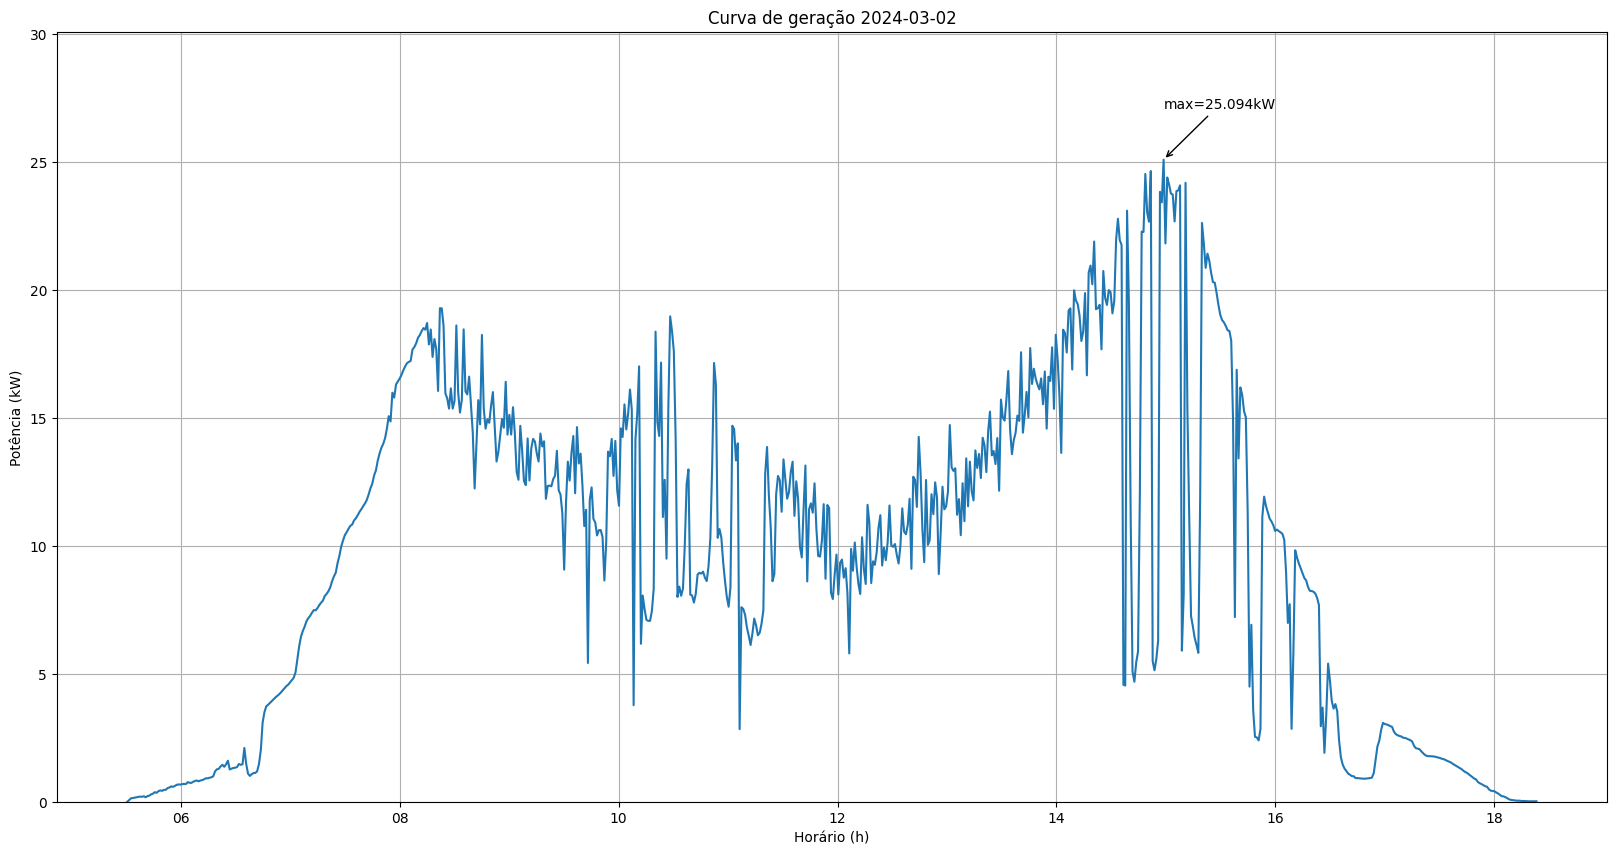 Curva de geração 2024-03-02
30
25
20
15
10
5
0
Potência (kW)
max=25.094kW
06 08 10 12 14 16 18
Horário (h)